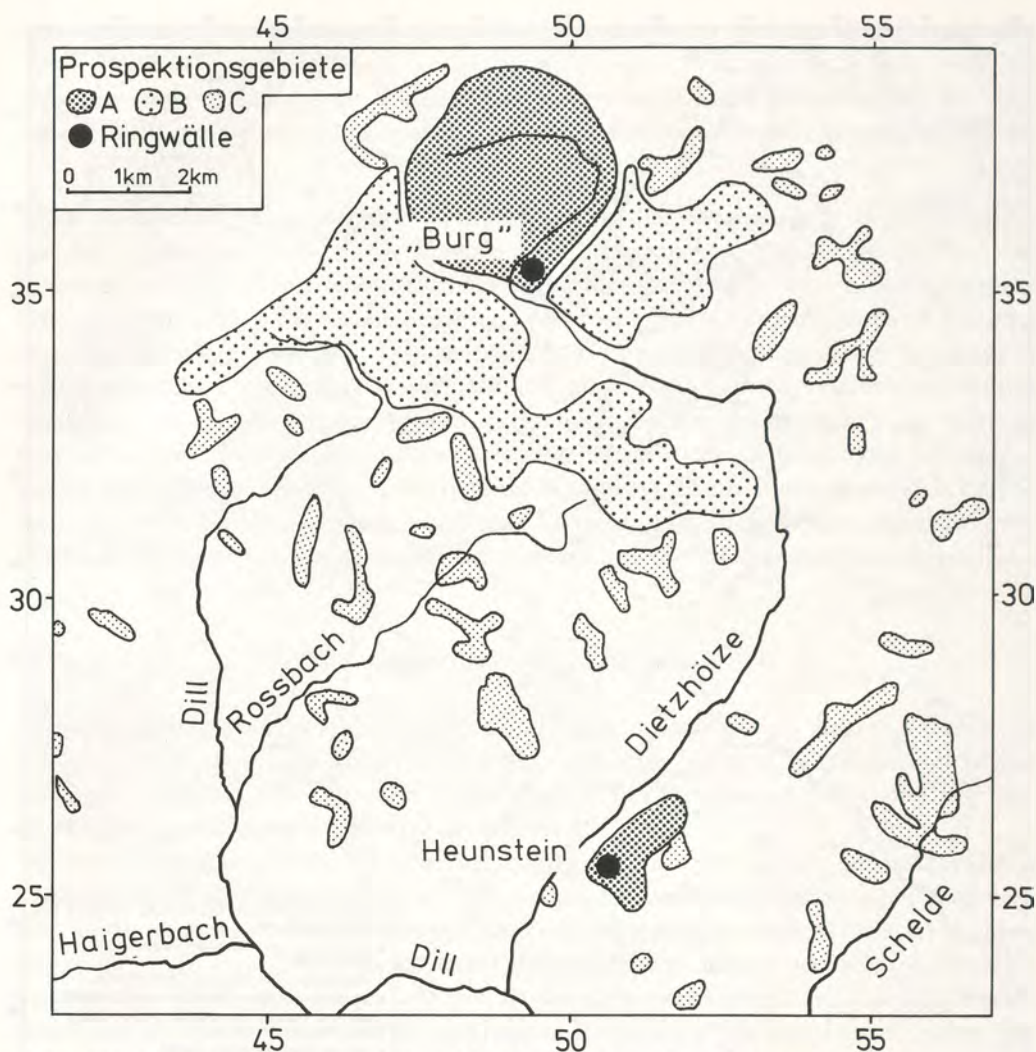 45 50 55
Prospektionsgebiete
A B C
Ringwälle
0 1km 2km
„Burg"
35 35
30 30
Rossbach
Dill
Dietzhölze
Heunstein
25 25
Haigerbach
Dill
Schelde
45 50 55